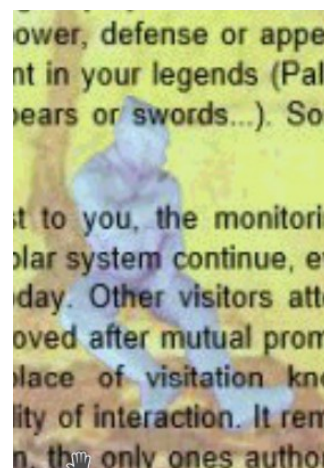 ower, defense or appe
nt in your legends (Pal
pears or swords...). So
st to you, the monitori
olar system continue, e
oday. Other visitors att
oved after mutual prom
place of visitation kn
lity of interaction. It rem
n, the only ones autho